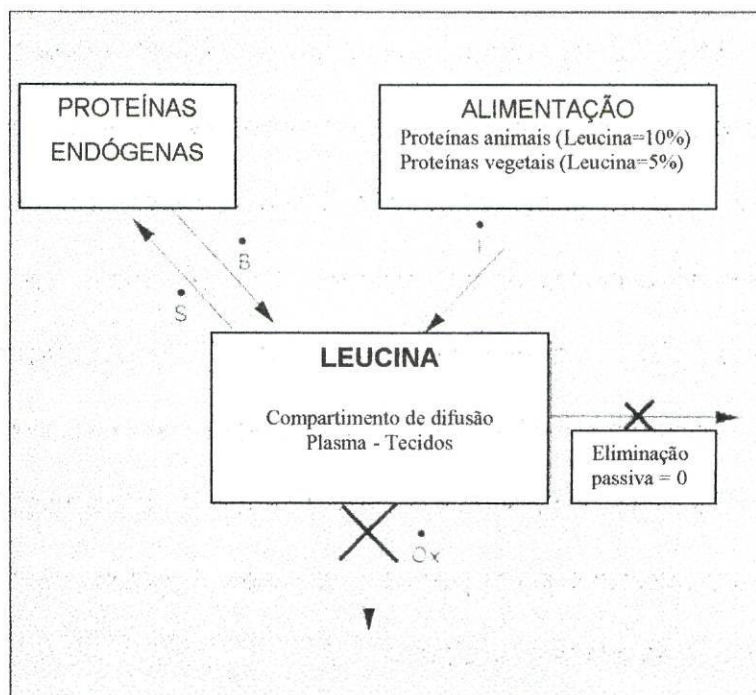 PROTEÍNAS
ENDÓGENAS
ALIMENTAÇÃO
Proteínas animais (Leucina=10%)
Proteínas vegetais (Leucina=5%)
B
I
S
LEUCINA
Compartimento de difusão
Plasma - Tecidos
Eliminação
passiva = 0
Ox